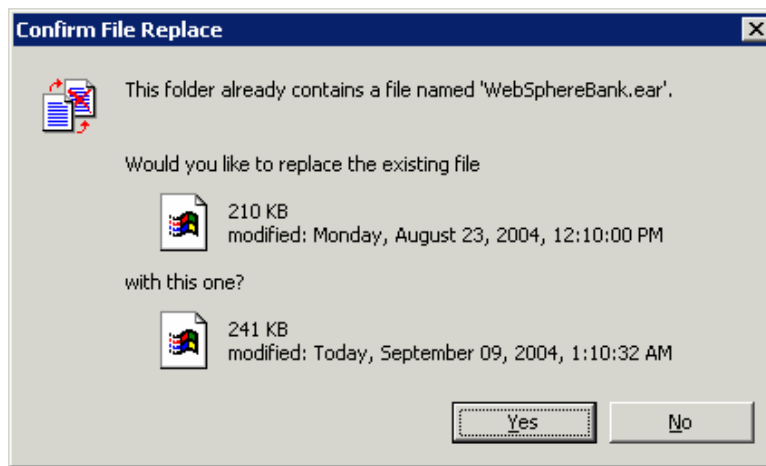 Confirm File Replace
This folder already contains a file named 'WebSphereBank.ear'.
Would you like to replace the existing file
210 KB
modified: Monday, August 23, 2004, 12:10:00 PM
with this one?
241 KB
modified: Today, September 09, 2004, 1:10:32 AM
Yes
No